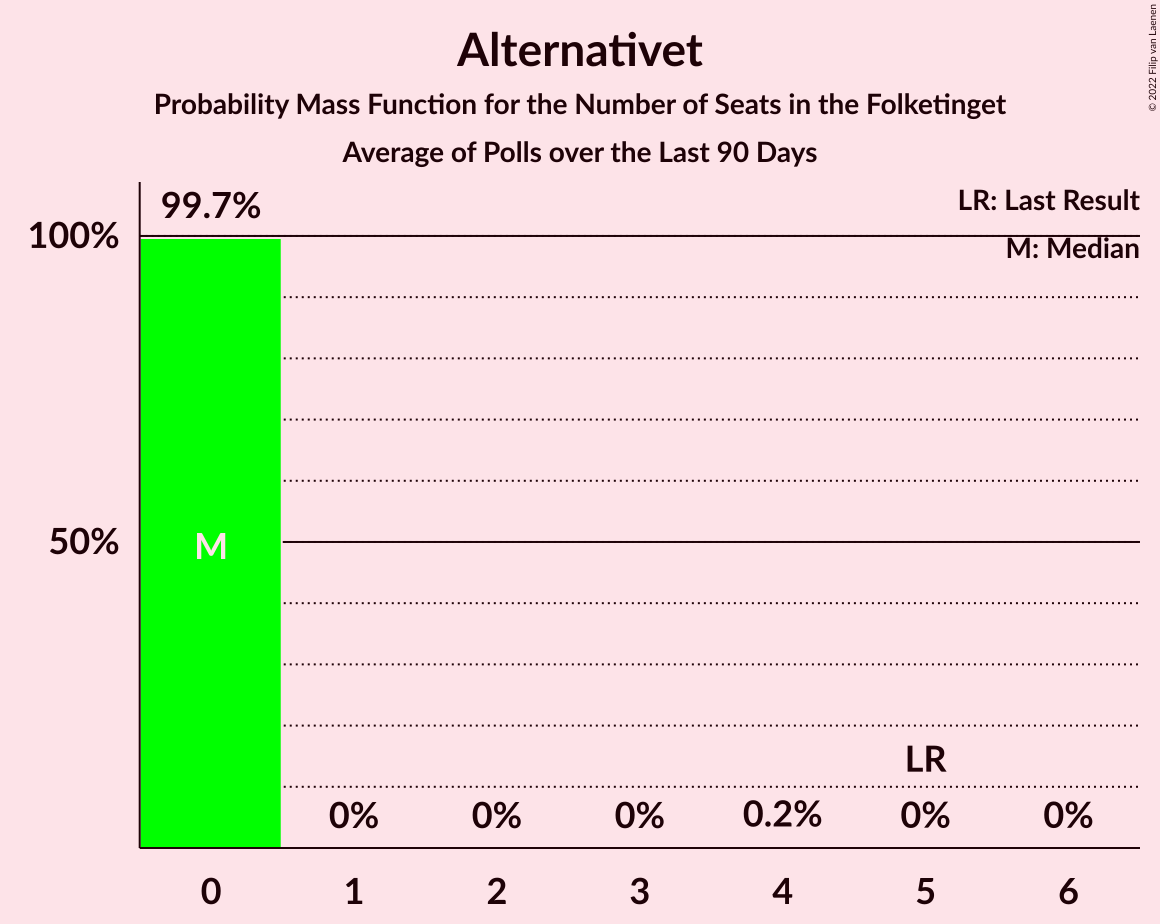 Alternativet
Probability Mass Function for the Number of Seats in the Folketinget
Average of Polls over the Last 90 Days
© 2022 Filip van Laenen
99.7%
LR: Last Result
100%
M: Median
50%
M
LR
0% 0% 0% 0.2% 0% 0%
0 1 2 3 4 5 6